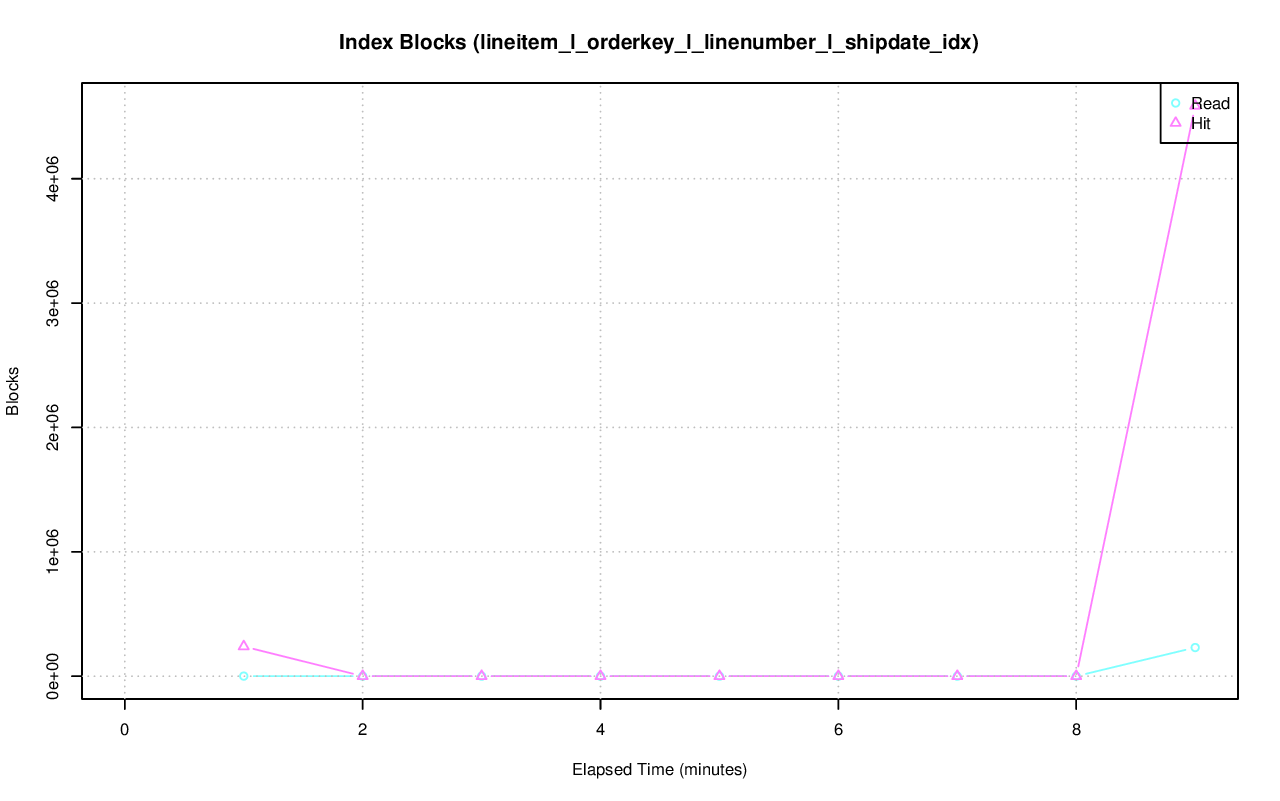 Index Blocks (lineitem_l_orderkey_l_linenumber_l_shipdate_idx)
Read
Hit
4e+06
3e+06
2e+06
1e+06
0e+00
Blocks
0 2 4 6 8
Elapsed Time (minutes)